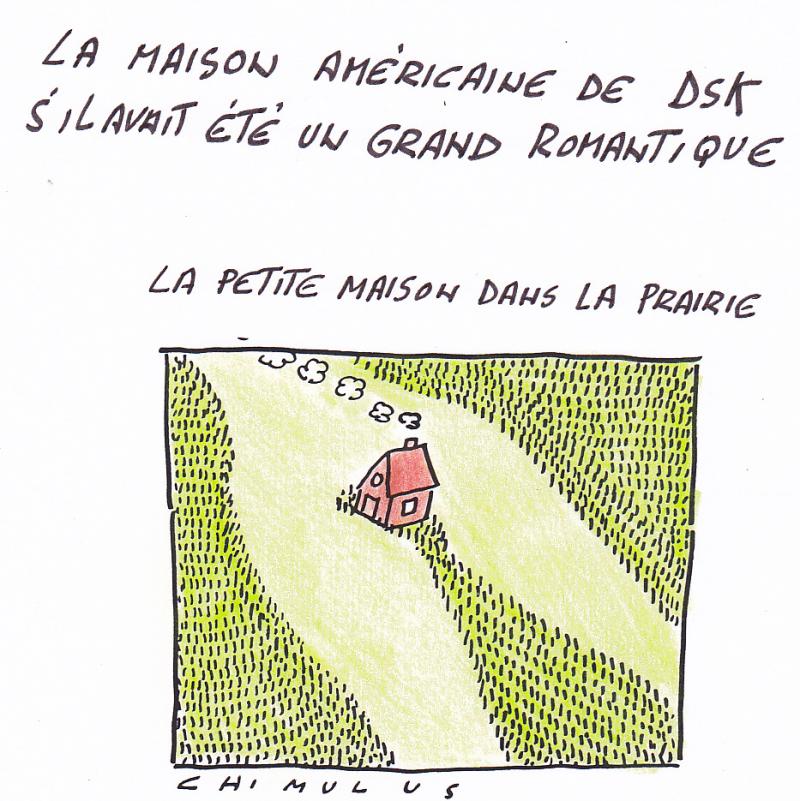 LA MAISON AMÉRICAINE DE DSK
S'IL AVAIT ÉTÉ UN GRAND ROMANTIQUE
LA PETITE MAISON DANS LA PRAIRIE
CHIMULUS